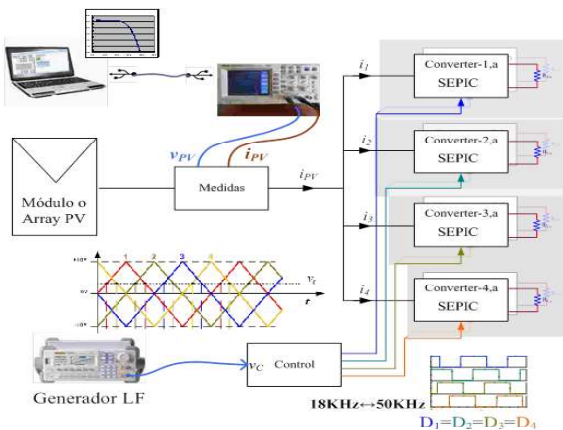 i1
Converter-1,a
SEPIC
i2
Converter-2,a
SEPIC
vPV
iPV
Módulo o
Array PV
Medidas
iPV
i3
Converter-3,a
SEPIC
1
2
3
4
vt
0V
t
i4
Converter-4,a
SEPIC
vC
Control
Generador LF
18KHz↔50KHz
D1=D2=D3=D4